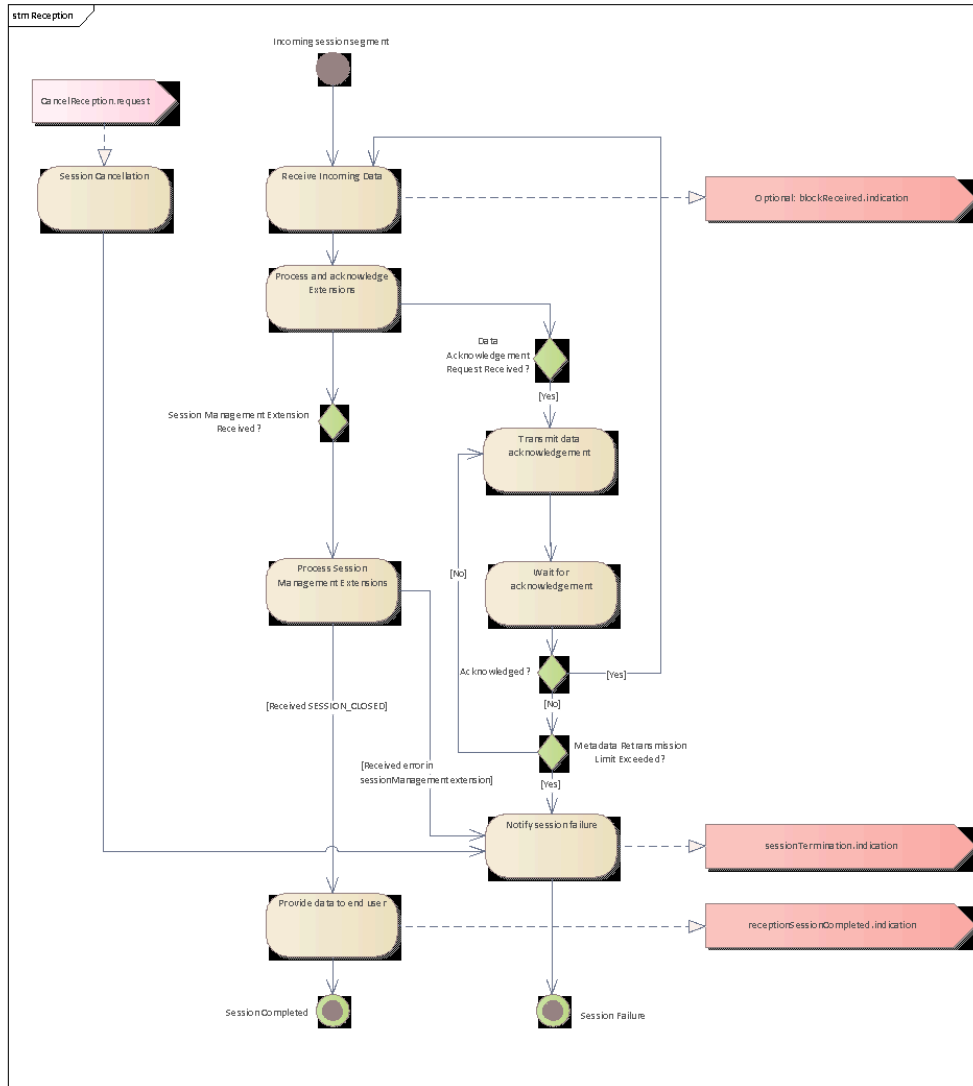 stm Reception
Incoming session segment
CancelReception.request
Session Cancellation
Receive Incoming Data
Optional: blockReceived.indication
Process and acknowledge
Extensions
Data
Acknowledgement
Request Received ?
[Yes]
Session Management Extension
Received ?
Transmit data
acknowledgement
Process Session
Management Extensions
[No]
Wait for
acknowledgement
Acknowledged ?
[Yes]
[No]
[Received SESSION_CLOSED]
Metadata Retransmission
Limit Exceeded ?
[Received error in
sessionManagement extension]
[Yes]
Notify session failure
sessionTermination.indication
Provide data to end user
receptionSessionCompleted.indication
Session Completed
Session Failure